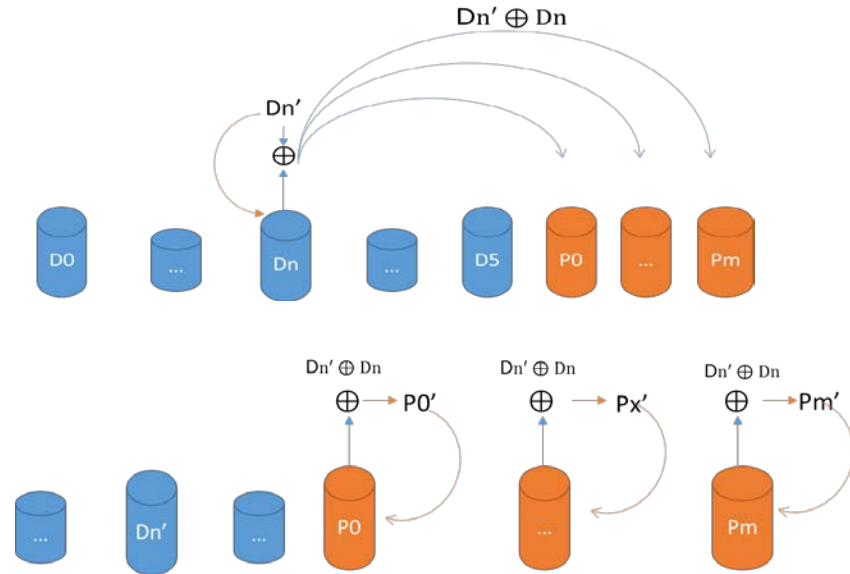 Dn′ ⊕ Dn
Dn′
⊕
D0
...
Dn
...
D5
P0
...
Pm
Dn′ ⊕ Dn
Dn′ ⊕ Dn
Dn′ ⊕ Dn
⊕
P0′
⊕
Px′
⊕
Pm′
...
Dn′
...
P0
...
Pm